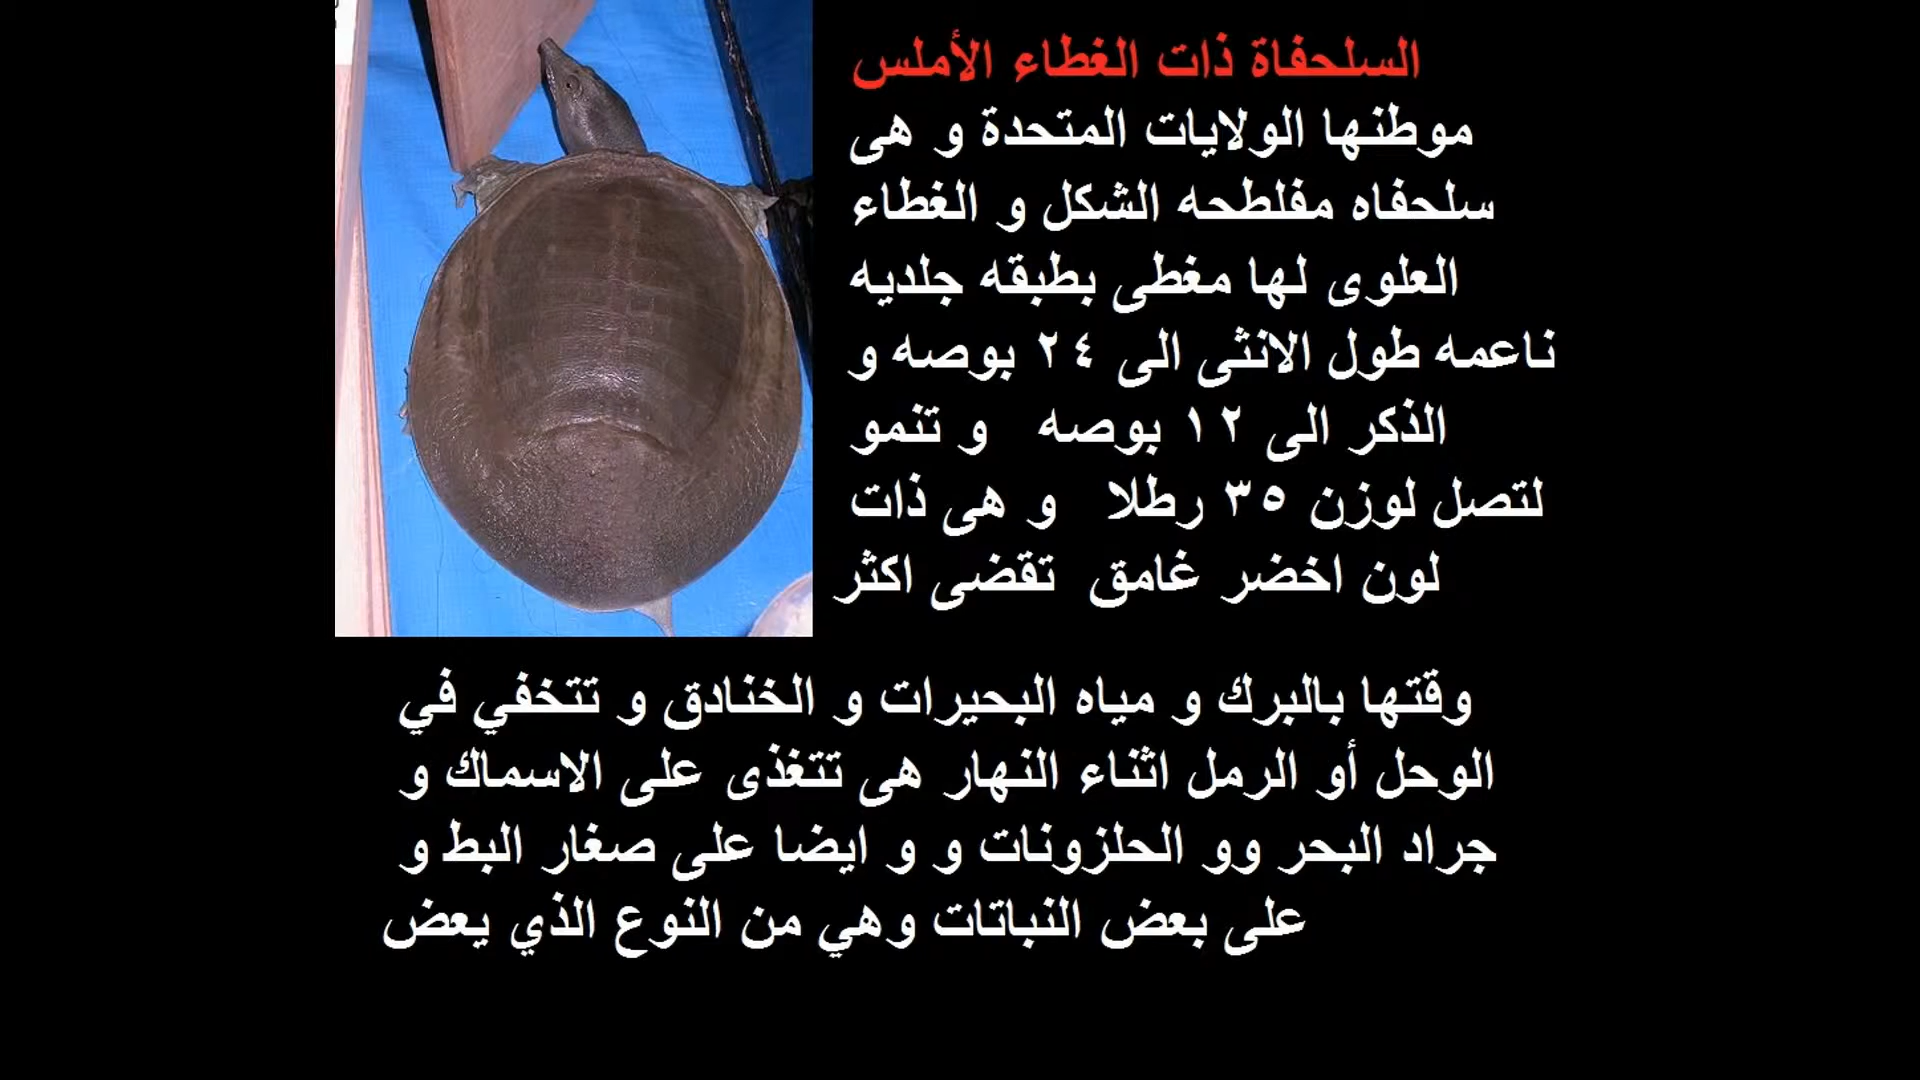 السلحفاة ذات الغطاء الأملس
موطنها الولايات المتحدة و هى
سلحفاه مفلطحه الشكل و الغطاء
العلوى لها مغطى بطبقه جلديه
ناعمه طول الانثى الى ٢٤ بوصه و
الذكر الى ١٢ بوصه و تنمو
لتصل لوزن ٣٥ رطلا و هى ذات
لون اخضر غامق تقضى اكثر
وقتها بالبرك و مياه البحيرات و الخنادق و تتخفي في
الوحل أو الرمل اثناء النهار هى تتغذى على الاسماك و
جراد البحر وو الحلزونات و و ايضا على صغار البط و
على بعض النباتات وهي من النوع الذي يعض